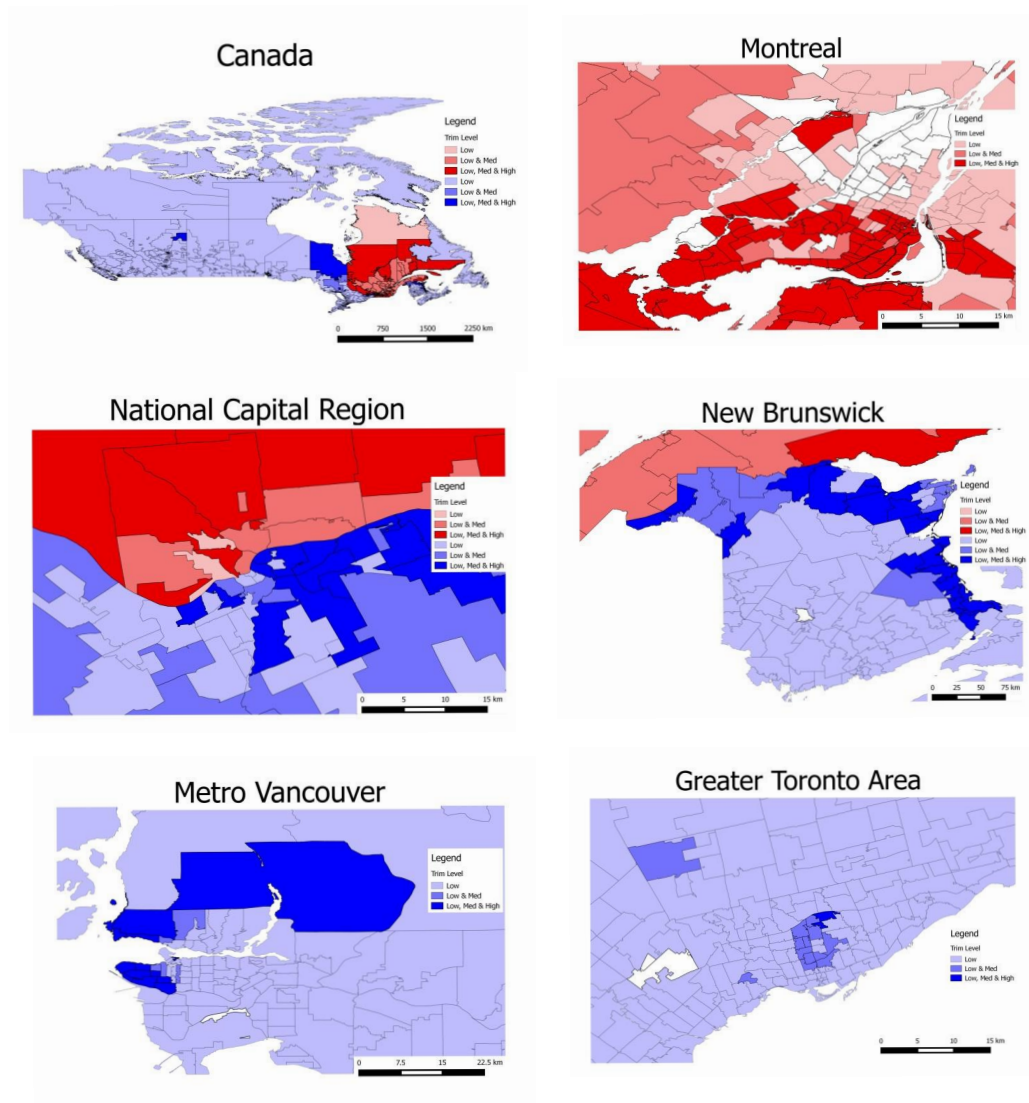 Canada
Legend
Trim Level
Low
Low & Med
Low, Med & High
Low
Low & Med
Low, Med & High
0 750 1500 2250 km
Montreal
Legend
Trim Level
Low
Low & Med
Low, Med & High
0 5 10 15 km
National Capital Region
Legend
Trim Level
Low
Low & Med
Low, Med & High
Low
Low & Med
Low, Med & High
0 5 10 15 km
New Brunswick
Legend
Trim Level
Low
Low & Med
Low, Med & High
Low
Low & Med
Low, Med & High
0 25 50 75 km
Metro Vancouver
Legend
Trim Level
Low
Low & Med
Low, Med & High
0 7.5 15 22.5 km
Greater Toronto Area
Legend
Trim Level
Low
Low & Med
Low, Med & High
0 5 10 15 km